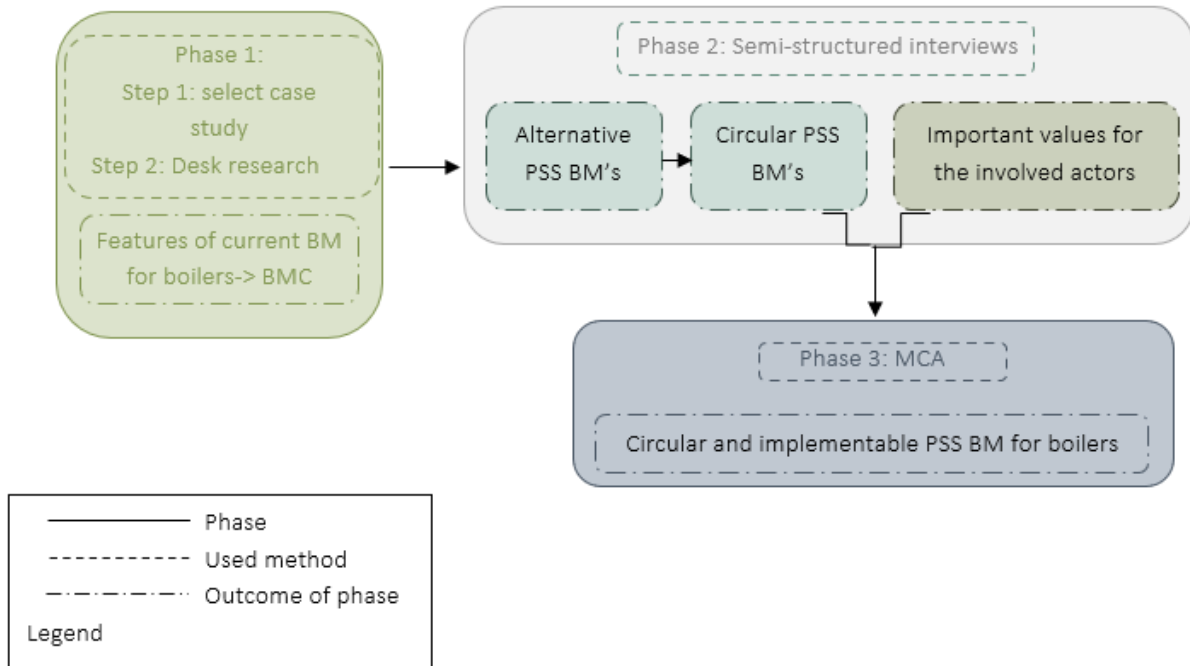 Phase 1:
Step 1: select case
study
Step 2: Desk research
Features of current BM
for boilers-> BMC
Phase 2: Semi-structured interviews
Alternative
PSS BM's
Circular PSS
BM's
Important values for
the involved actors
Phase 3: MCA
Circular and implementable PSS BM for boilers
Phase
Used method
Outcome of phase
Legend